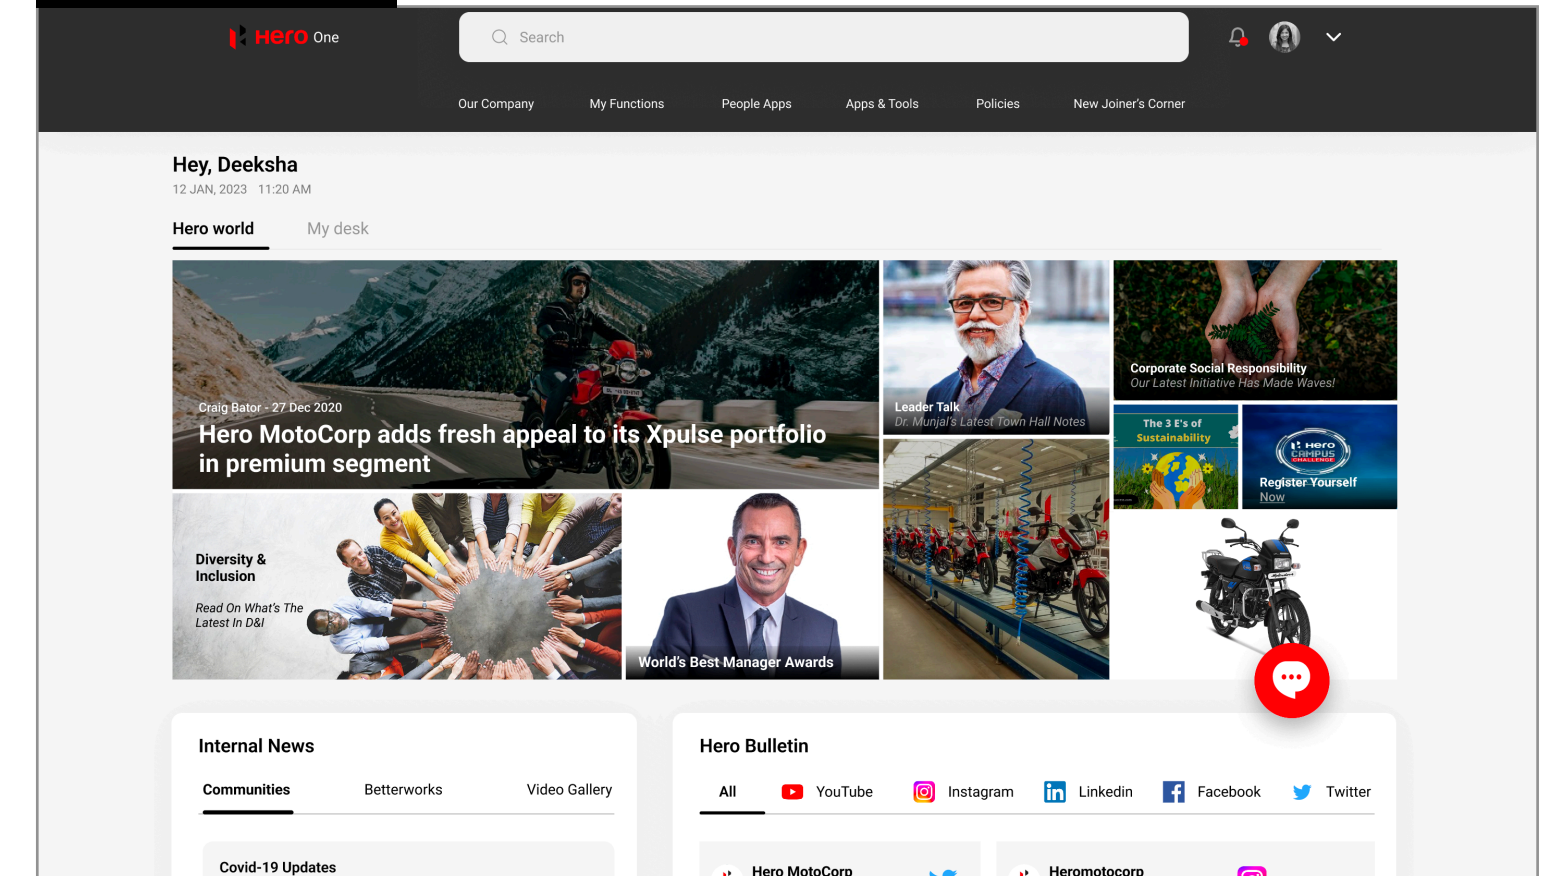 Hero One
Search
Our Company
My Functions
People Apps
Apps & Tools
Policies
New Joiner's Corner
Hey, Deeksha
12 JAN, 2023 11:20 AM
Hero world
My desk
Craig Bator - 27 Dec 2020
Hero MotoCorp adds fresh appeal to its Xpulse portfolio
in premium segment
Leader Talk
Dr. Munjal's Latest Town Hall Notes
Corporate Social Responsibility
Our Latest Initiative Has Made Waves!
The 3 E's of
Sustainability
Hero
CAMPUS
CHALLENGE
Register Yourself
Now
Diversity &
Inclusion
Read On What's The
Latest In D&I
World's Best Manager Awards
Internal News
Communities
Betterworks
Video Gallery
Covid-19 Updates
Hero Bulletin
All
YouTube
Instagram
Linkedin
Facebook
Twitter
Hero MotoCorp
Heromotocorp